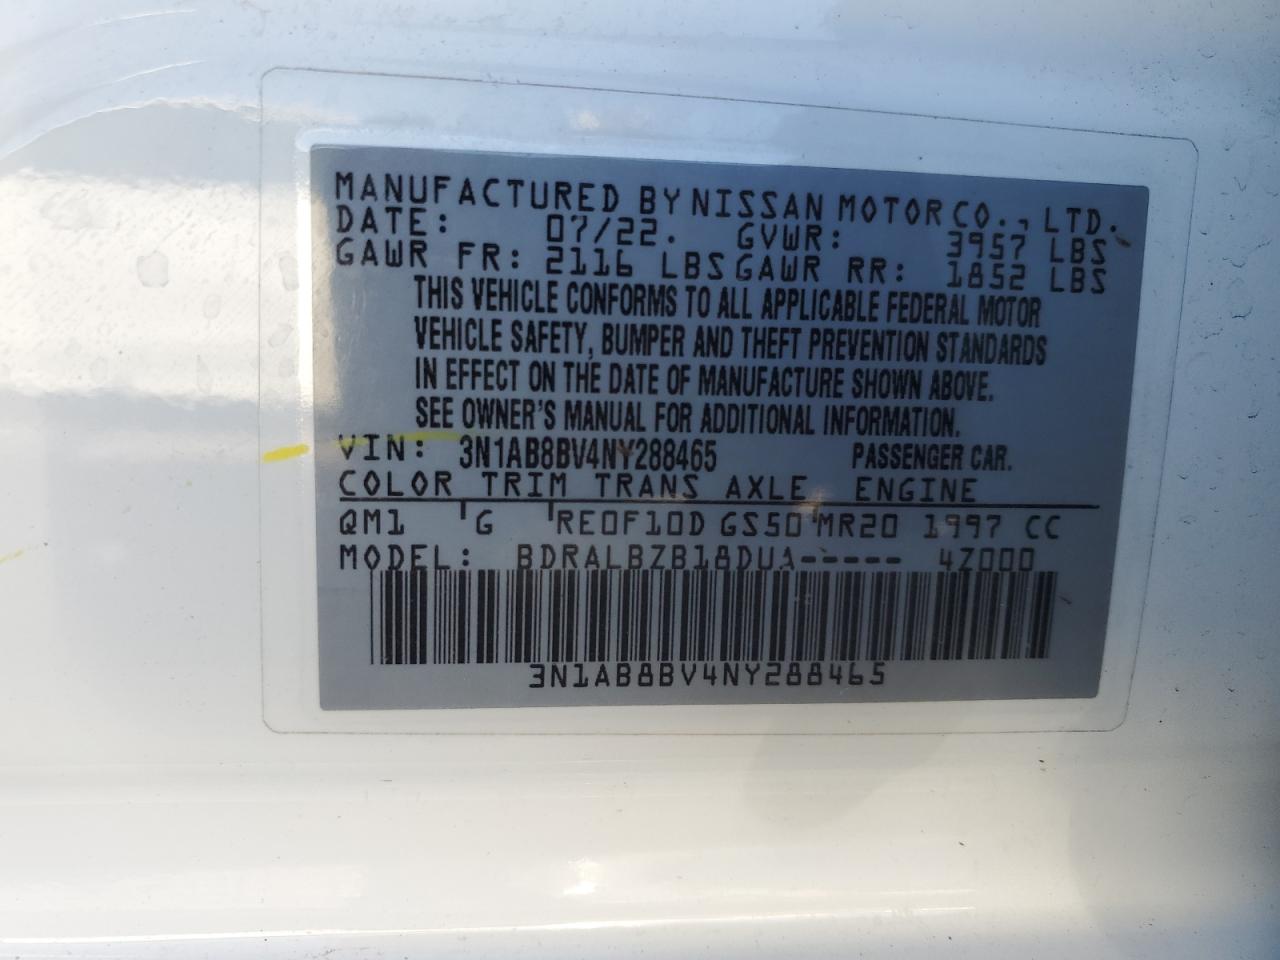 MANUFACTURED BY NISSAN MOTOR CO., LTD.
DATE: 07/22. GVWR: 3957 LBS
GAWR FR: 2116 LBS GAWR RR: 1852 LBS
THIS VEHICLE CONFORMS TO ALL APPLICABLE FEDERAL MOTOR
VEHICLE SAFETY, BUMPER AND THEFT PREVENTION STANDARDS
IN EFFECT ON THE DATE OF MANUFACTURE SHOWN ABOVE.
SEE OWNER'S MANUAL FOR ADDITIONAL INFORMATION.
VIN: 3N1AB8BV4NY288465 PASSENGER CAR.
COLOR TRIM TRANS AXLE ENGINE
QM1 G RE0F10D GS50 MR20 1997 CC
MODEL: BDRALBZB18DUA----- 4Z000
3N1AB8BV4NY288465